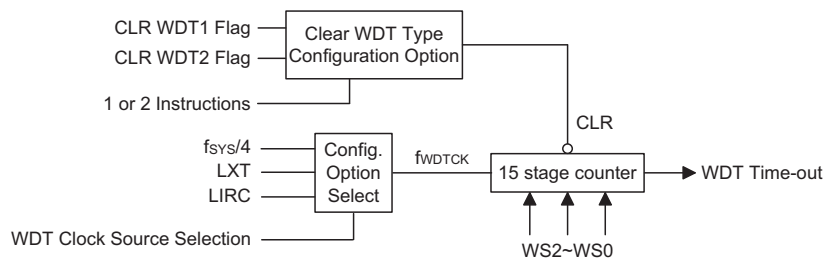 CLR WDT1 Flag
CLR WDT2 Flag
1 or 2 Instructions
Clear WDT Type
Configuration Option
CLR
fSYS/4
LXT
LIRC
WDT Clock Source Selection
Config.
Option
Select
fWDTCK
15 stage counter
WDT Time-out
WS2~WS0